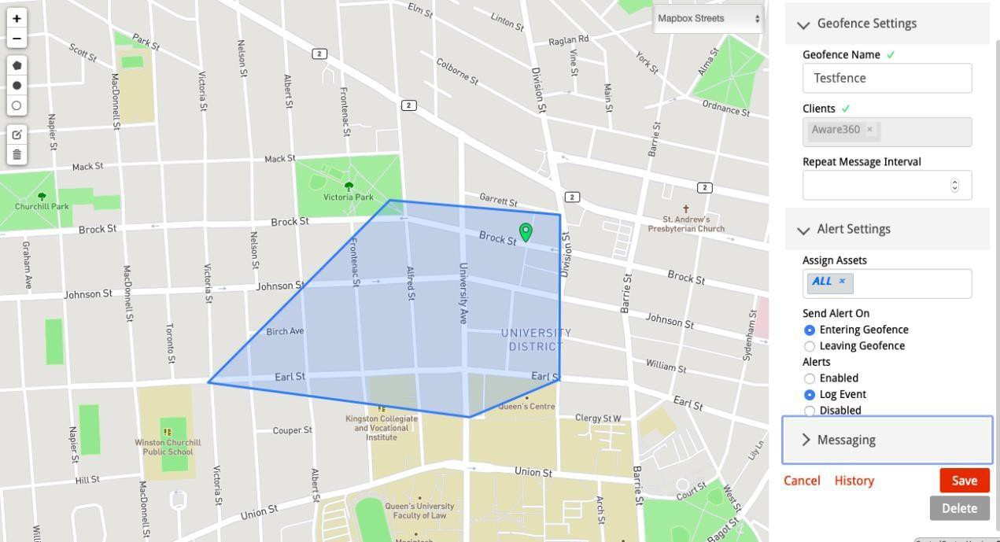 +
−
Mapbox Streets
Elm St
Linton St
Raglan Rd
Park St
Scott St
2
Vine St
York St
Alma St
Nelson St
Victoria St
MacDonnell St
Albert St
Colborne St
Division St
Main St
Frontenac St
2
Ordnance St
Napier St
Barrie St
Mack St
Mack St
Churchill Park
Victoria Park
Garrett St
2
2
St. Andrew's
Presbyterian Church
Brock St
Brock St
Brock St
Graham Ave
Nelson St
Victoria St
MacDonnell St
Frontenac St
Alfred St
University Ave
Division St
Barrie St
Brock St
Johnson St
Johnson St
Johnson St
Birch Ave
Toronto St
UNIVERSITY
DISTRICT
Sydenham St
William St
Earl St
Earl St
Earl St
Queen's Centre
Clergy St W
Kingston Collegiate
and Vocational
Institute
Couper St
Winston Churchill
Public School
Napier St
Victoria St
Albert St
Hill St
MacDonnell St
Union St
Union St
Barrie St
Lily Ln
Court St
West St
Arch St
Queen's University
Faculty of Law
Bagot St
Geofence Settings
Geofence Name ✓
Testfence
Clients ✓
Aware360 ×
Repeat Message Interval
Alert Settings
Assign Assets
ALL ×
Send Alert On
Entering Geofence
Leaving Geofence
Alerts
Enabled
Log Event
Disabled
Messaging
Cancel History Save
Delete